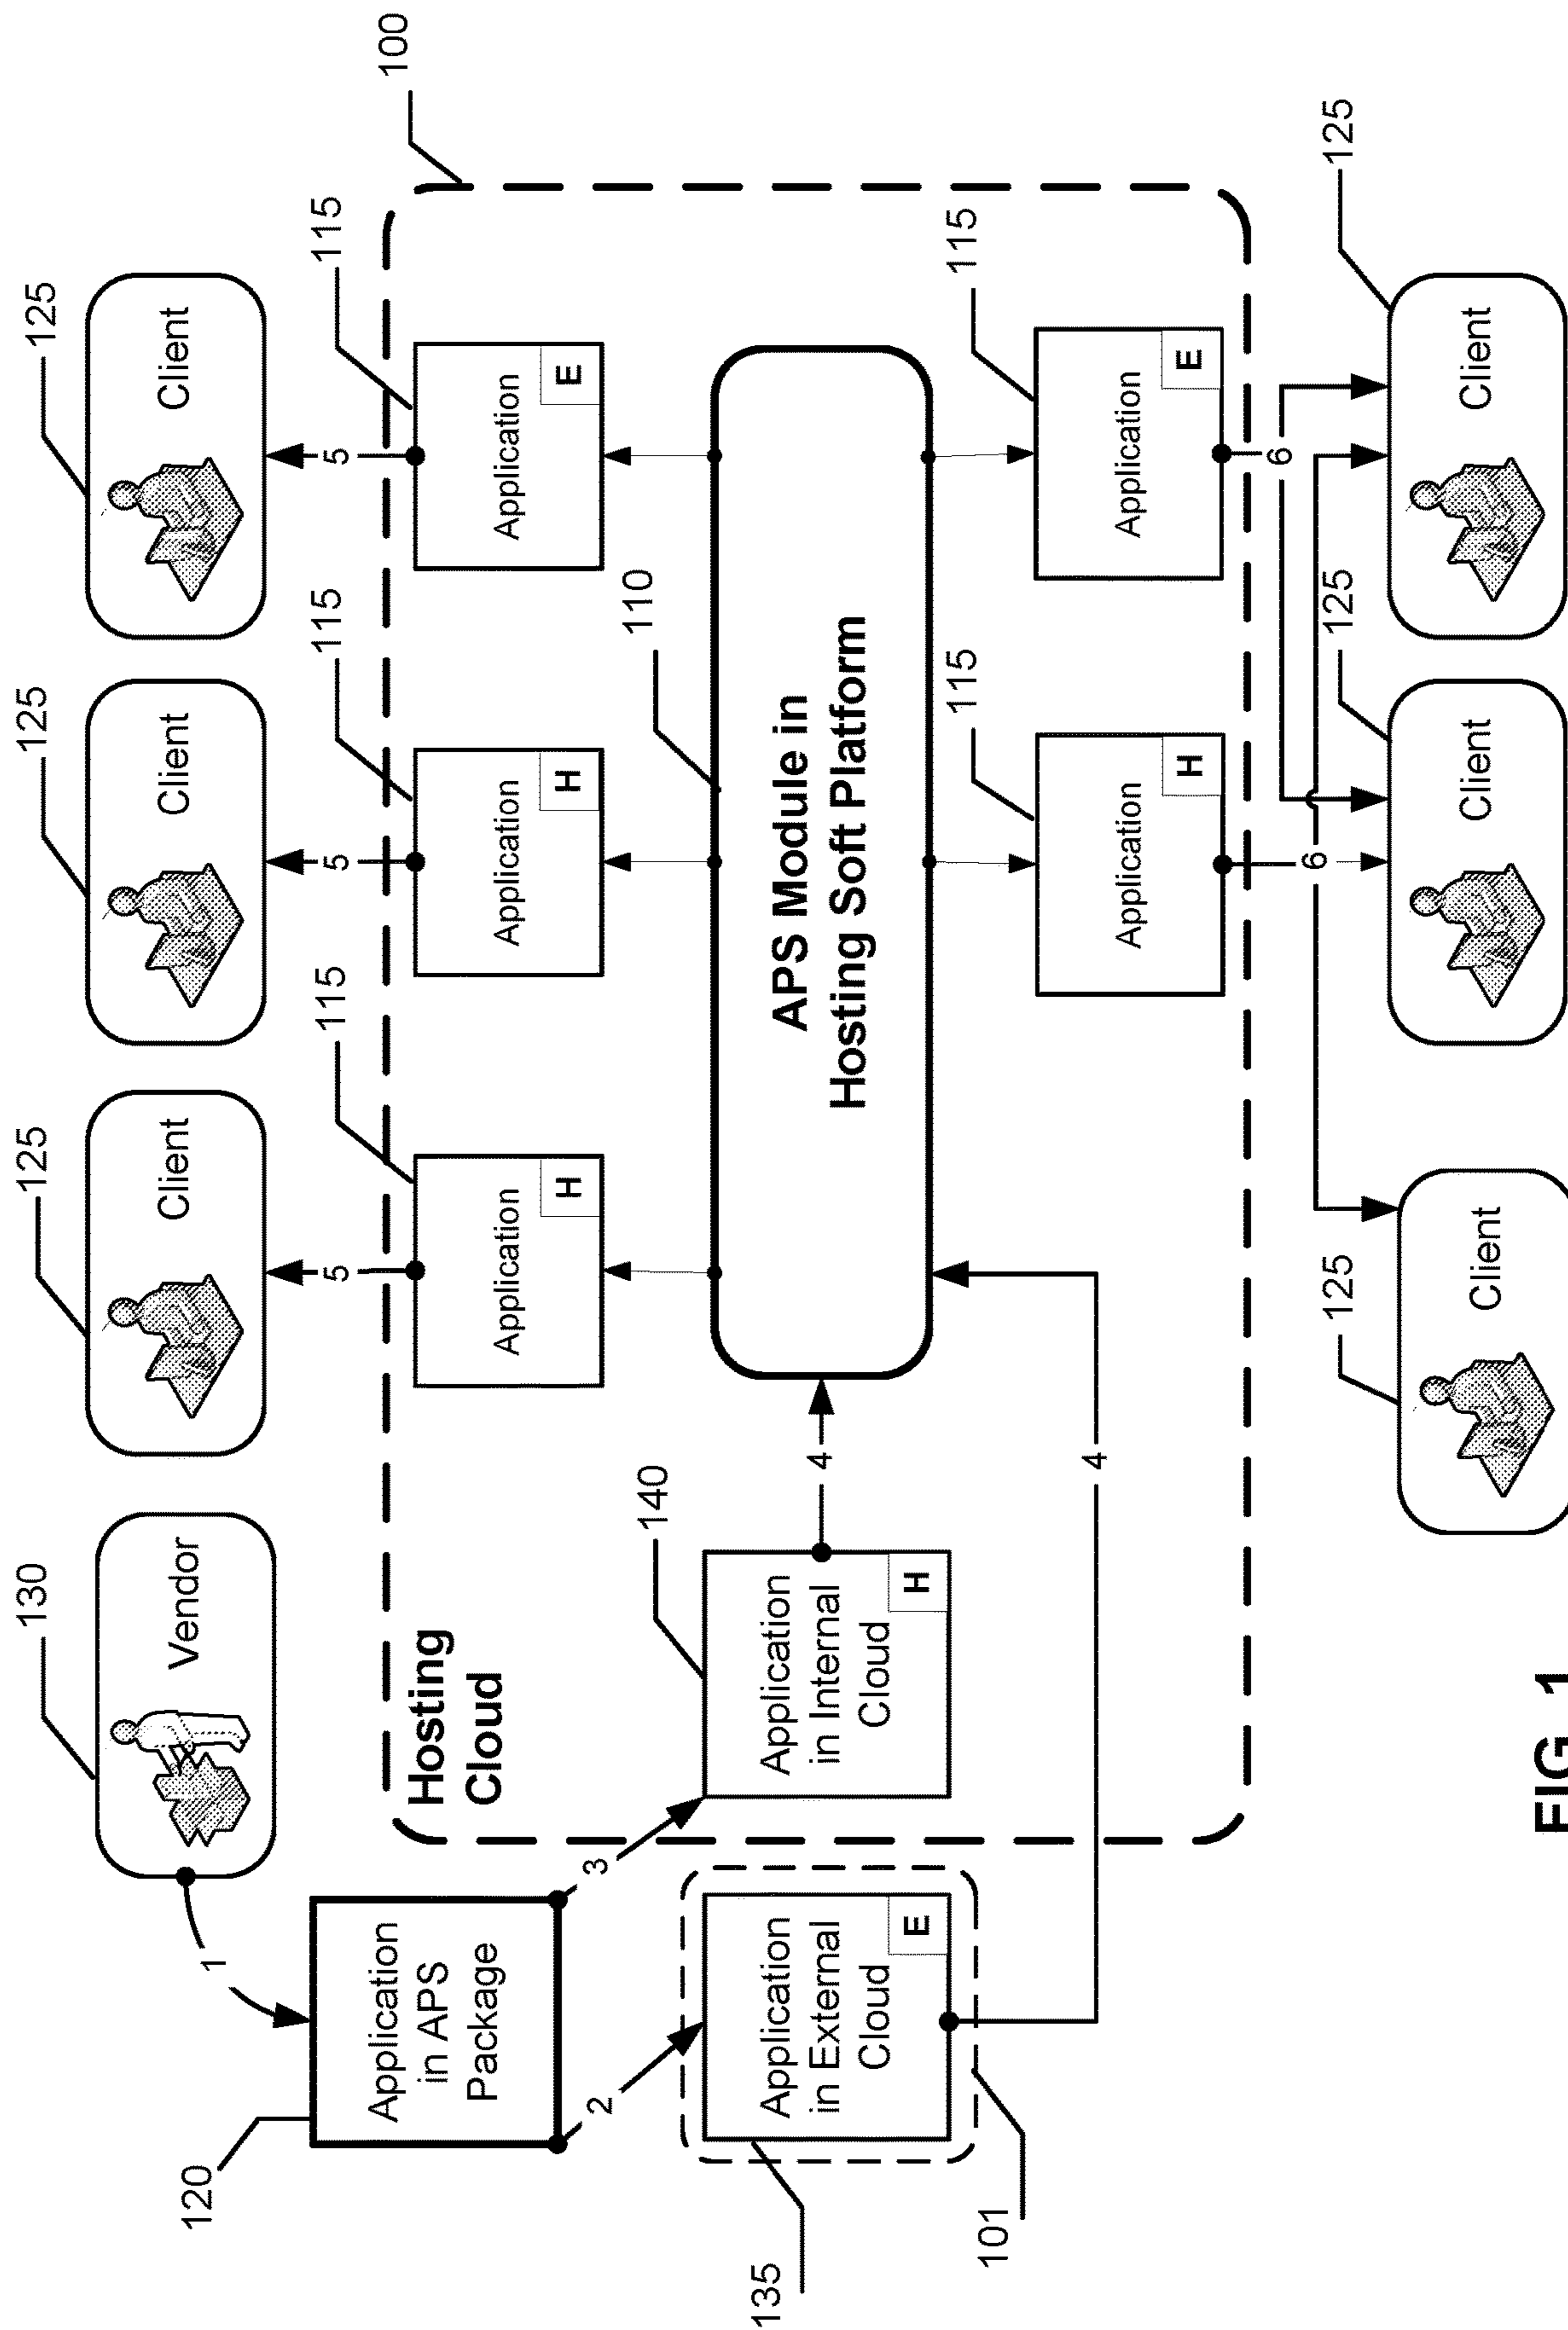 130
125
125
125
Vendor
Client
Client
Client
120
1
5
5
5
115
115
115
100
Application
in APS
Package
Hosting
Cloud
Application
H
Application
H
Application
E
2
3
140
110
135
Application
in External
Cloud
E
Application
in Internal
Cloud
H
4
APS Module in
Hosting Soft Platform
101
115
115
4
Application
H
Application
E
6
6
125
125
125
Client
Client
Client
FIG. 1